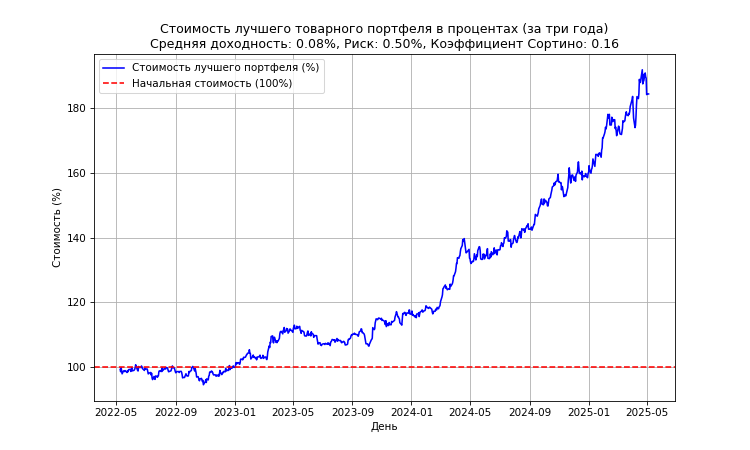 Стоимость лучшего товарного портфеля в процентах (за три года)
Средняя доходность: 0.08%, Риск: 0.50%, Коэффициент Сортино: 0.16
Стоимость лучшего портфеля (%)
Начальная стоимость (100%)
Стоимость (%)
180
160
140
120
100
2022-05 2022-09 2023-01 2023-05 2023-09 2024-01 2024-05 2024-09 2025-01 2025-05
День